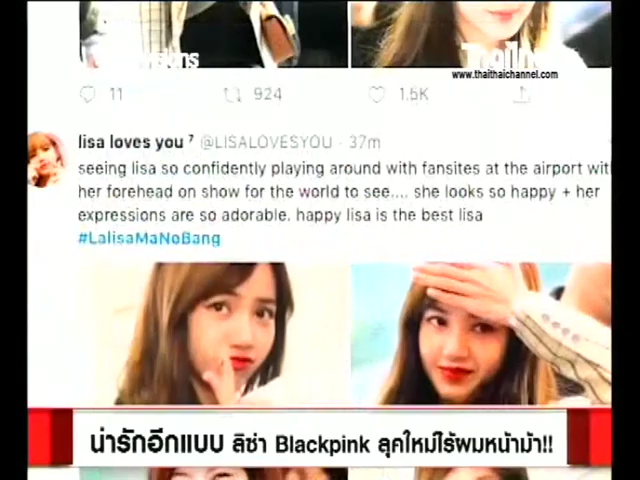 www.thaithaichannel.com
11 924 1.5K
lisa loves you ⁷ @LISALOVESYOU · 37m
seeing lisa so confidently playing around with fansites at the airport with
her forehead on show for the world to see.... she looks so happy + her
expressions are so adorable. happy lisa is the best lisa
#LalisaMaNoBang
น่ารักอีกแบบ ลิซ่า Blackpink ลุคใหม่ไร้ผมหน้าม้า!!